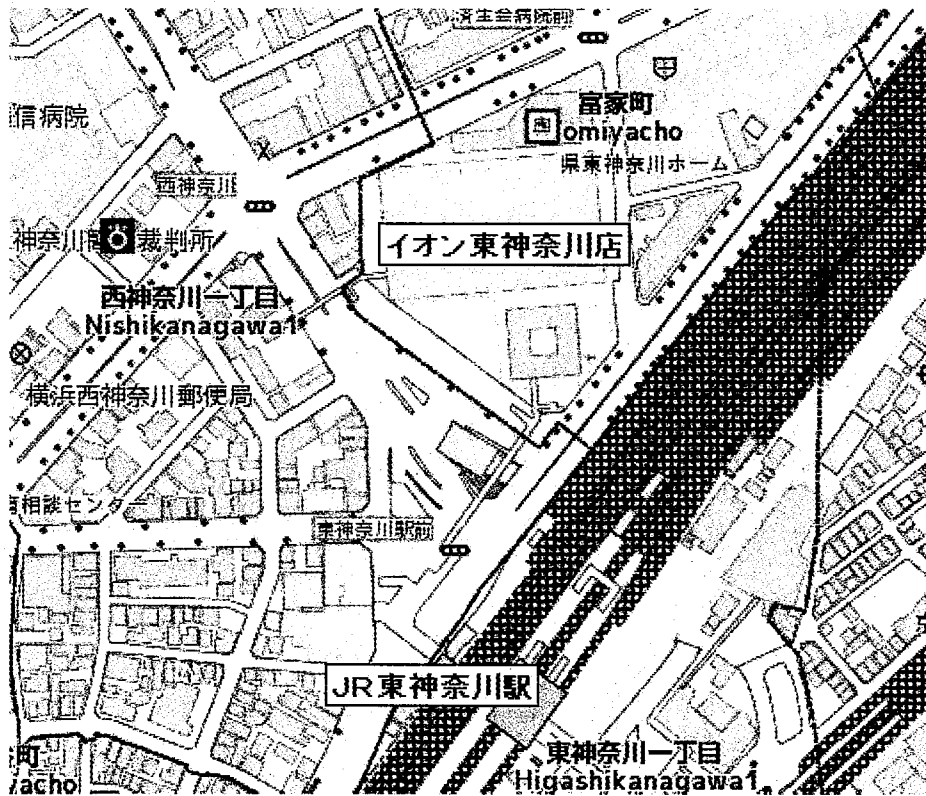 済生会病院前
信病院
富家町
omiyacho
県東神奈川ホーム
西神奈川
裁判所
イオン東神奈川店
西神奈川一丁目
Nishikanagawa1
横浜西神奈川郵便局
相談センター
東神奈川駅前
JR東神奈川駅
東神奈川一丁目
Higashikanagawa1
町
yacho